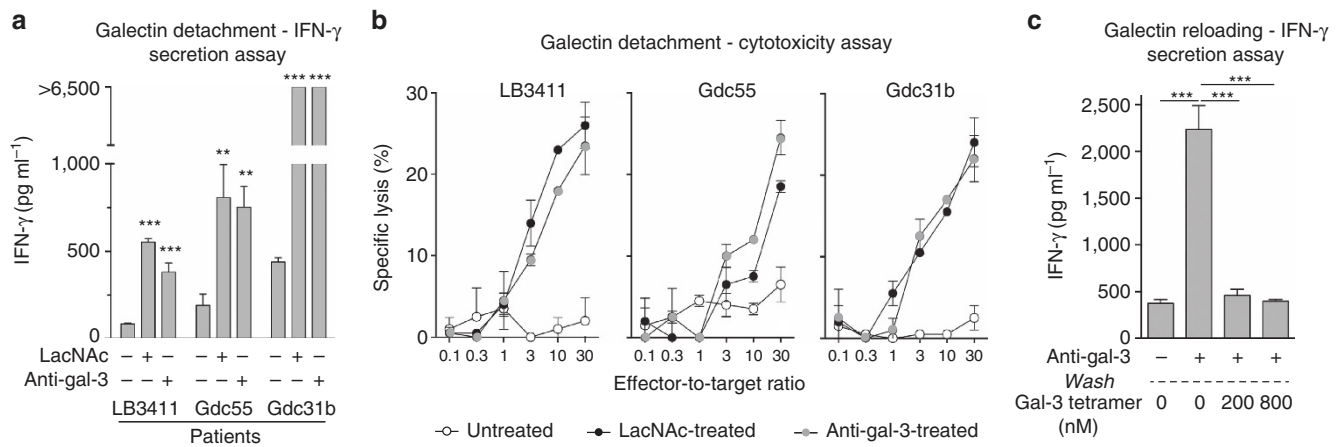 a
Galectin detachment - IFN-γ
secretion assay
IFN-γ (pg ml⁻¹)
>6,500
1,000
500
0
*** *** ** ** *** ***
LacNAc – + – – + – – + –
Anti-gal-3 – – + – – + – – +
LB3411 Gdc55 Gdc31b
Patients
b
Galectin detachment - cytotoxicity assay
LB3411 Gdc55 Gdc31b
Specific lysis (%)
30
20
10
0
0.1 0.3 1 3 10 30 0.1 0.3 1 3 10 30 0.1 0.3 1 3 10 30
Effector-to-target ratio
Untreated LacNAc-treated Anti-gal-3-treated
c
Galectin reloading - IFN-γ
secretion assay
***
*** ***
IFN-γ (pg ml⁻¹)
2,500
2,000
1,500
1,000
500
0
Anti-gal-3 – + + +
Wash
Gal-3 tetramer 0 0 200 800
(nM)